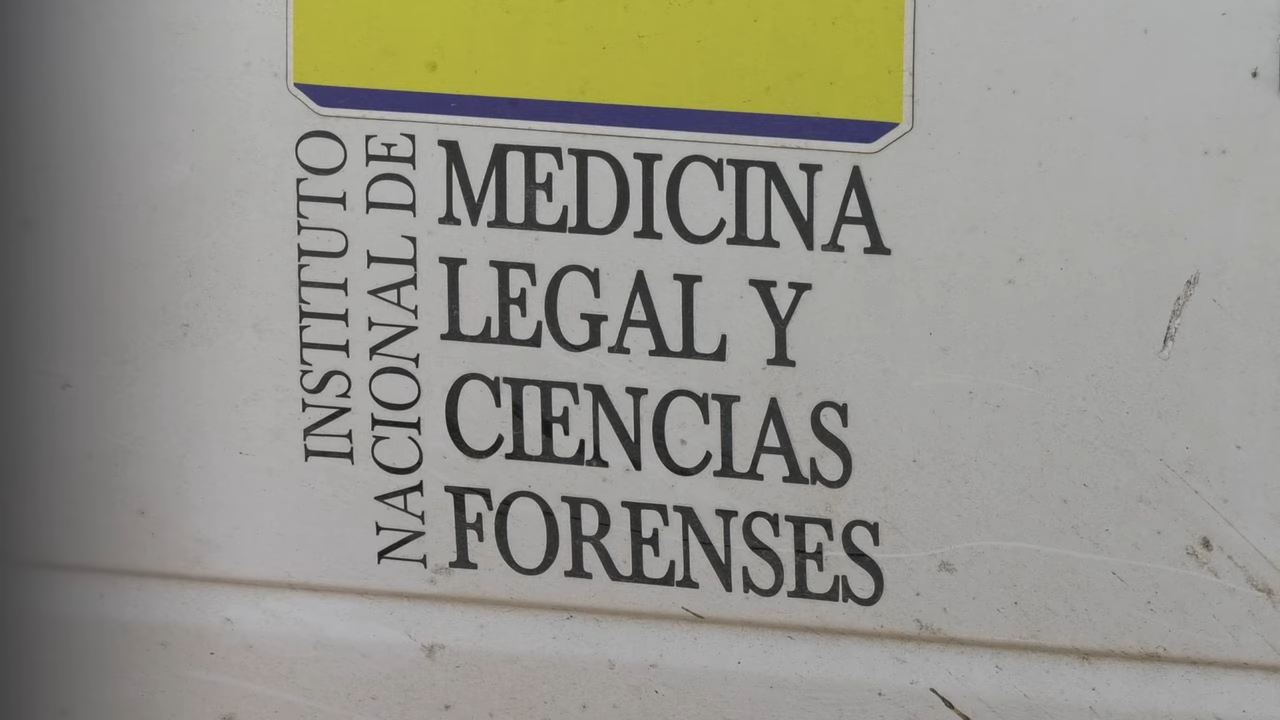 INSTITUTO
NACIONAL DE
MEDICINA
LEGAL Y
CIENCIAS
FORENSES